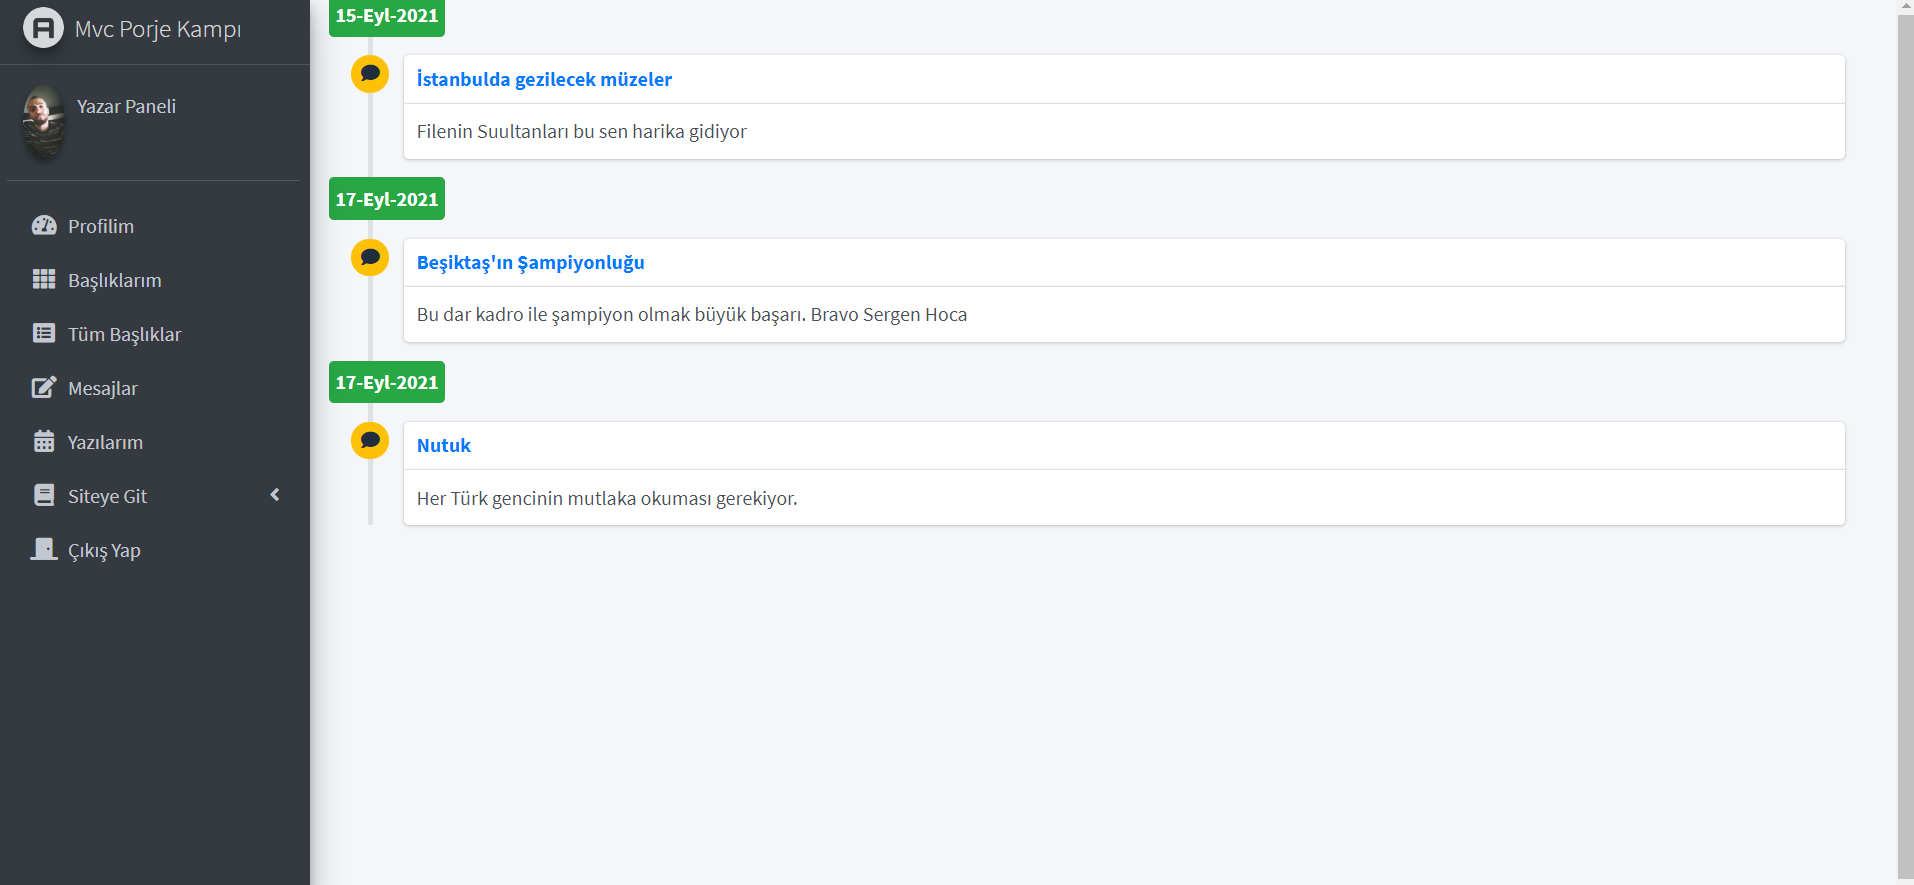 Mvc Porje Kampı
Yazar Paneli
Profilim
Başlıklarım
Tüm Başlıklar
Mesajlar
Yazılarım
Siteye Git
Çıkış Yap
15-Eyl-2021
İstanbulda gezilecek müzeler
Filenin Suultanları bu sen harika gidiyor
17-Eyl-2021
Beşiktaş'ın Şampiyonluğu
Bu dar kadro ile şampiyon olmak büyük başarı. Bravo Sergen Hoca
17-Eyl-2021
Nutuk
Her Türk gencinin mutlaka okuması gerekiyor.